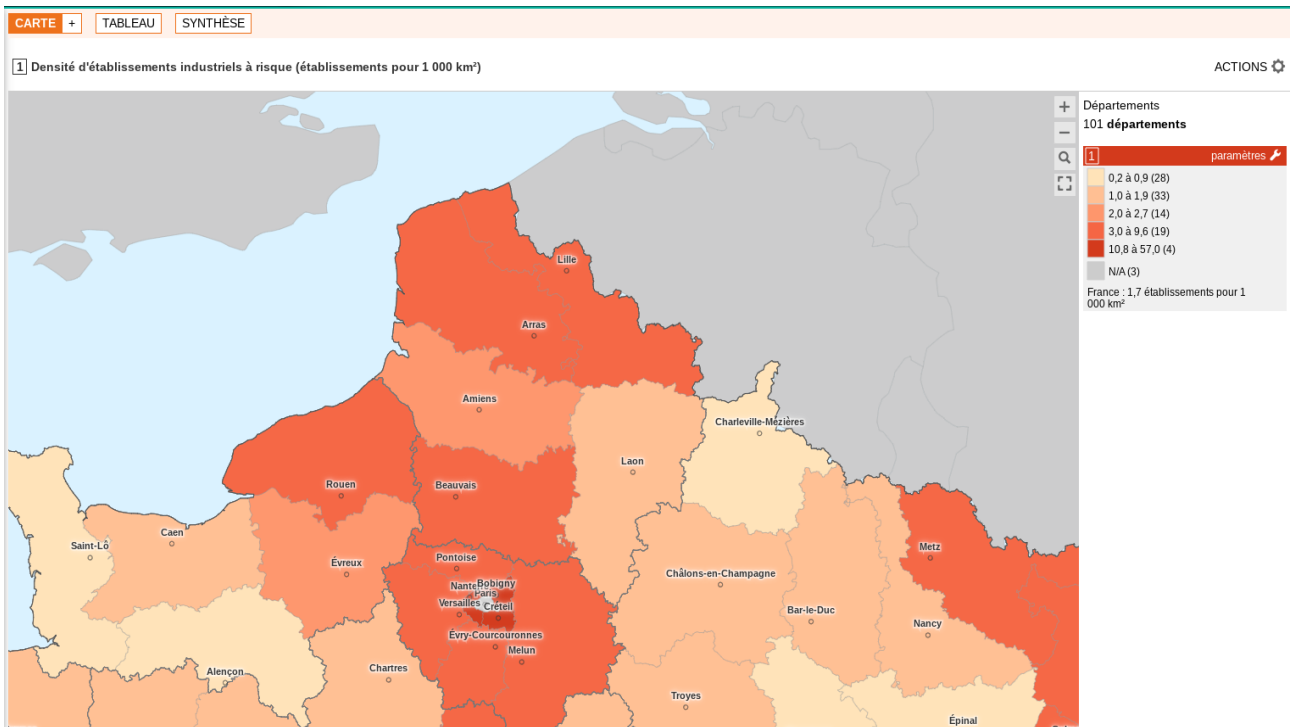 CARTE + TABLEAU SYNTHÈSE
1 Densité d'établissements industriels à risque (établissements pour 1 000 km²)
ACTIONS
+
−
Départements
101 départements
1 paramètres
0,2 à 0,9 (28)
1,0 à 1,9 (33)
2,0 à 2,7 (14)
3,0 à 9,6 (19)
10,8 à 57,0 (4)
N/A (3)
France : 1,7 établissements pour 1
000 km²
Lille
Arras
Amiens
Charleville-Mézières
Laon
Rouen
Beauvais
Caen
Saint-Lô
Metz
Évreux
Pontoise
Châlons-en-Champagne
Bobigny
Paris
Versailles
Créteil
Bar-le-Duc
Nancy
Évry-Courcouronnes
Melun
Chartres
Alençon
Troyes
Épinal